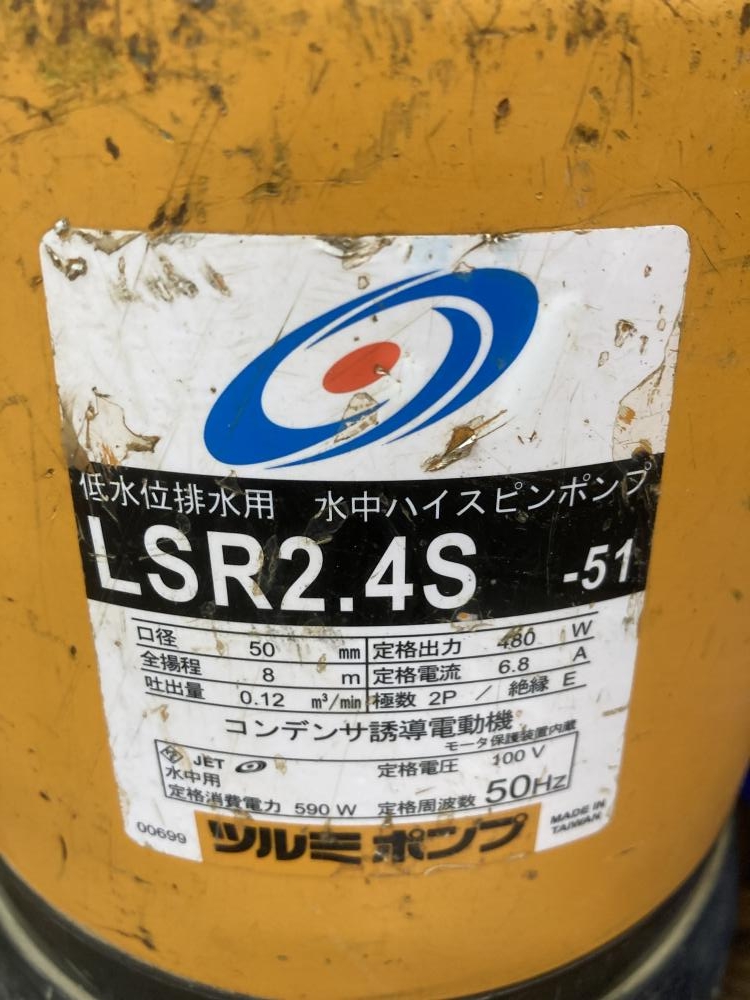 低水位排水用 水中ハイスピンポンプ
LSR2.4S -51
口径 50 mm 定格出力 480 W
全揚程 8 m 定格電流 6.8 A
吐出量 0.12 m³/min 極数 2P / 絶縁 E
コンデンサ誘導電動機
モータ保護装置内蔵
JET
水中用 定格電圧 100 V
定格消費電力 590 W 定格周波数 50Hz
00699 ツルミポンプ MADE IN TAIWAN